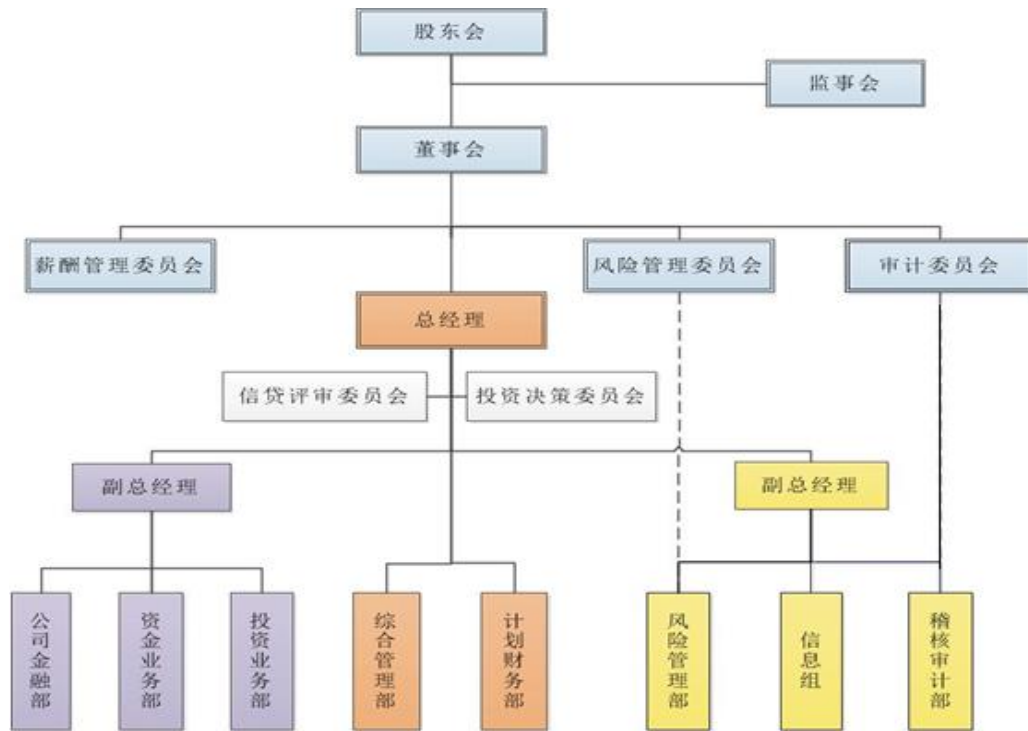 股东会
监事会
董事会
薪酬管理委员会
风险管理委员会
审计委员会
总经理
信贷评审委员会
投资决策委员会
副总经理
副总经理
公司金融部
资金业务部
投资业务部
综合管理部
计划财务部
风险管理部
信息组
稽核审计部